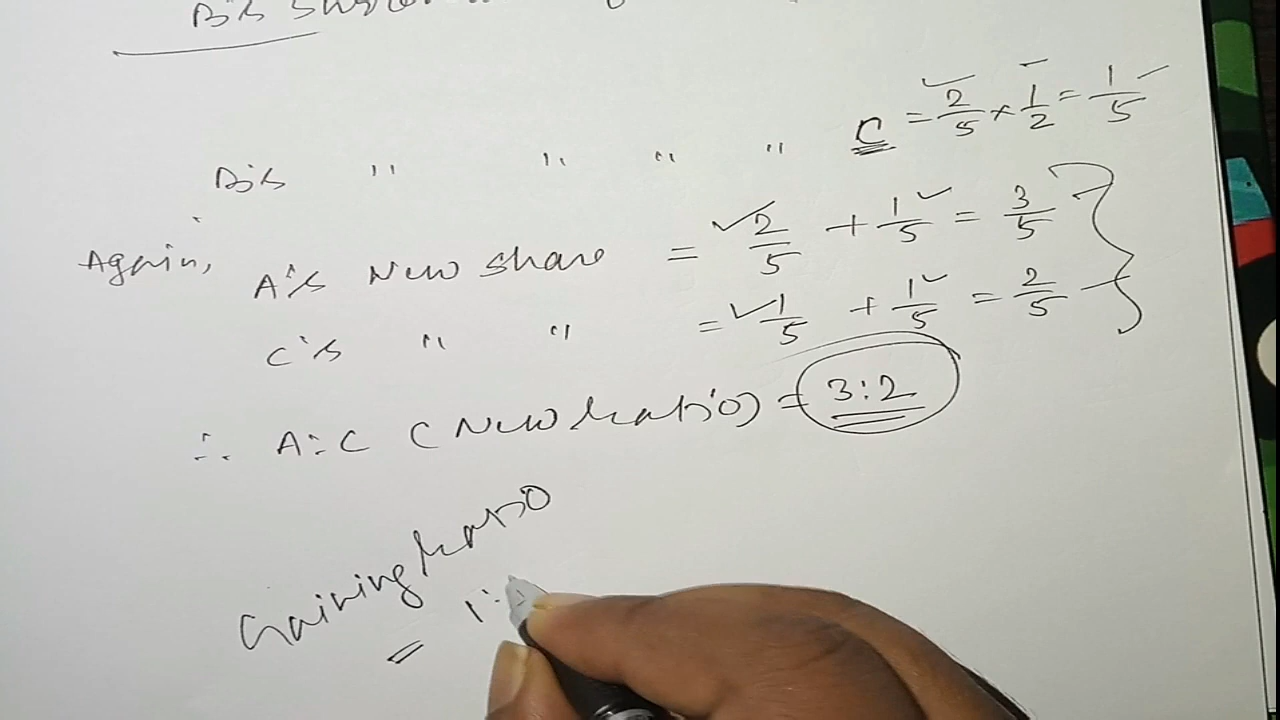 B's
C = 2/5 × 1/2 = 1/5
B's " " " "
Again, A's New share = 2/5 + 1/5 = 3/5
C's " " = 1/5 + 1/5 = 2/5
∴ A:C (New Ratio) = 3:2
Gaining Ratio
= 1: